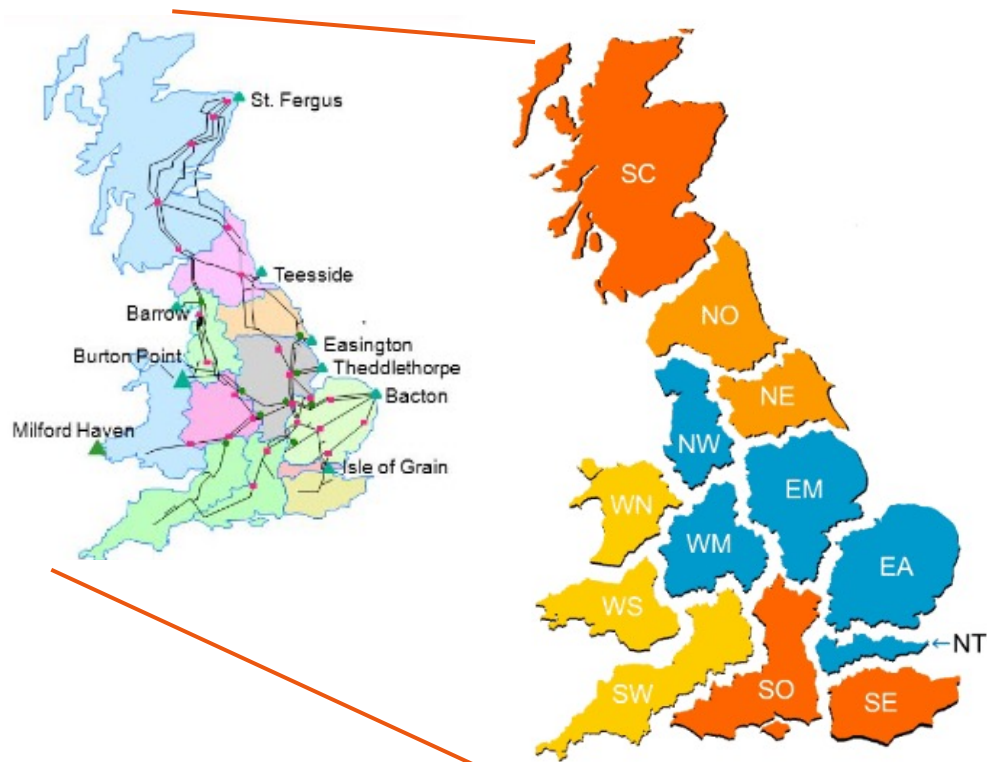 St. Fergus
Teesside
Barrow
Easington
Burton Point
Theddlethorpe
Bacton
Milford Haven
Isle of Grain
SC
NO
NE
NW
EM
WN
WM
EA
WS
←NT
SW
SO
SE